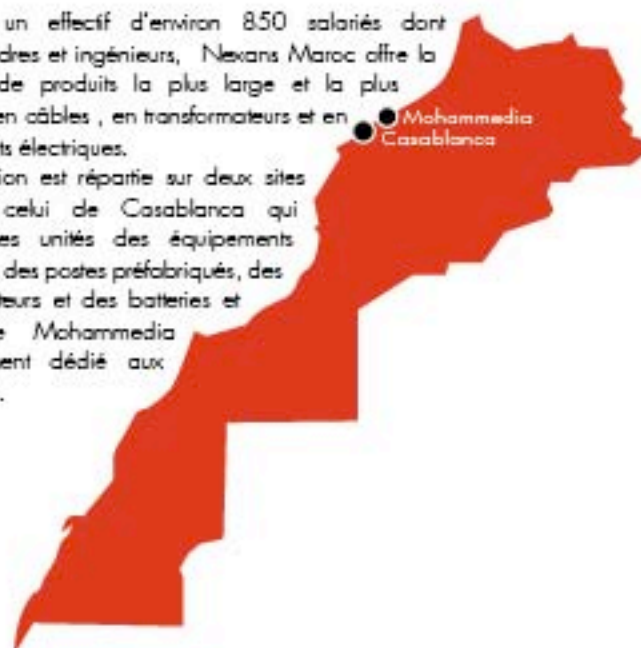 un effectif d'environ 850 salariés dont
dres et ingénieurs, Nexans Maroc offre la
de produits la plus large et la plus
en câbles , en transformateurs et en
ts électriques.
ion est répartie sur deux sites
celui de Casablanca qui
es unités des équipements
des postes préfabriqués, des
teurs et des batteries et
e Mohammedia
ent dédié aux
.
Mohammedia
Casablanca